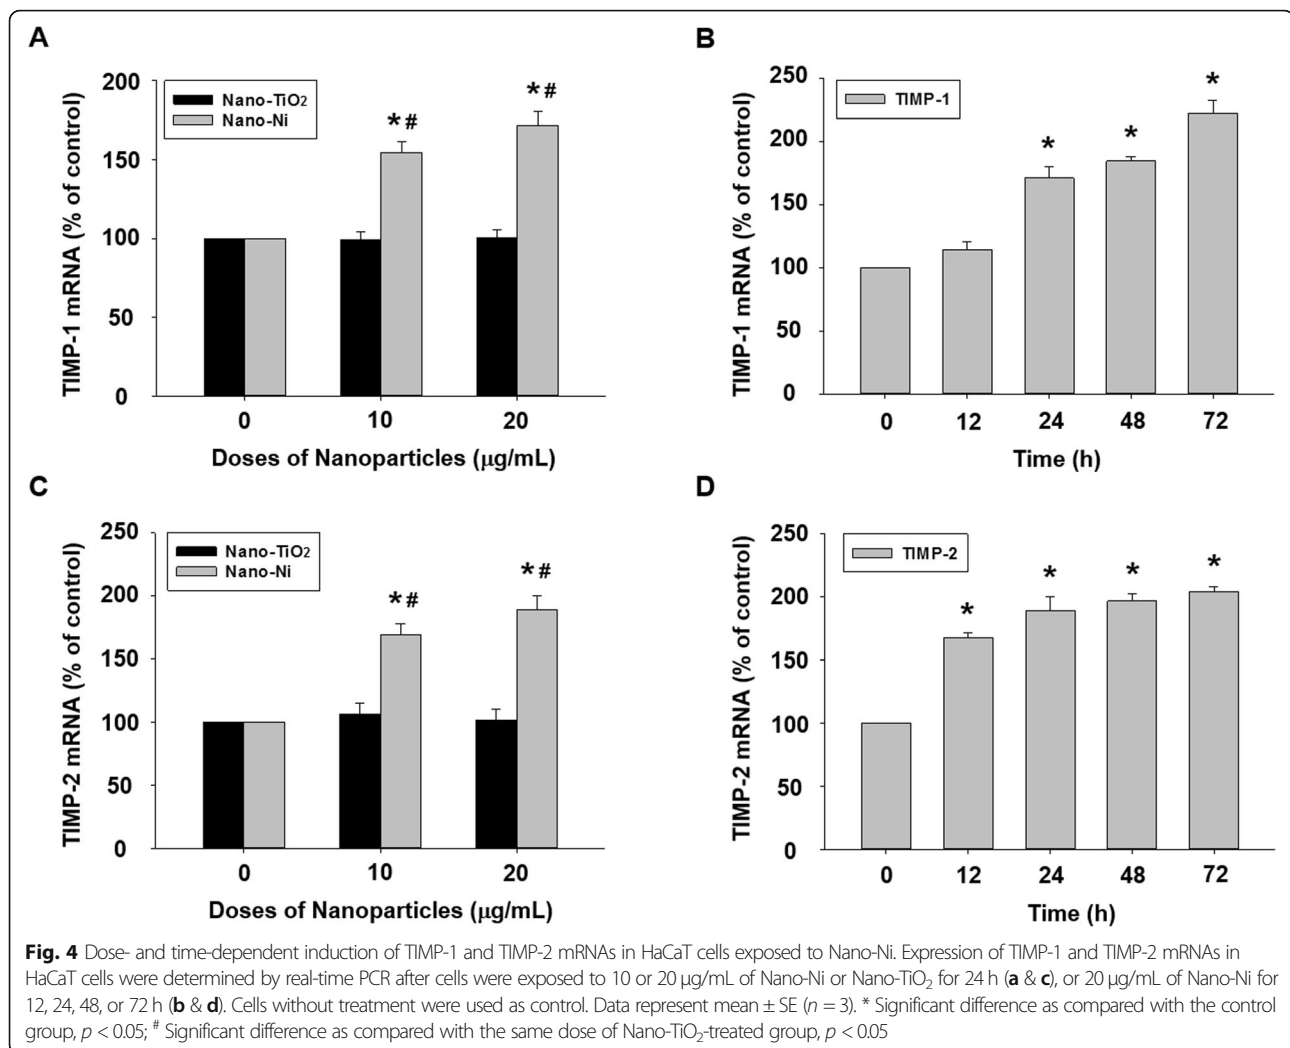 A
TIMP-1 mRNA (% of control)
200
150
100
50
0
Nano-TiO2
Nano-Ni
*#
*#
0 10 20
Doses of Nanoparticles (µg/mL)
B
TIMP-1 mRNA (% of control)
250
200
150
100
50
0
TIMP-1
*
*
*
0 12 24 48 72
Time (h)
C
TIMP-2 mRNA (% of control)
250
200
150
100
50
0
Nano-TiO2
Nano-Ni
*#
*#
0 10 20
Doses of Nanoparticles (µg/mL)
D
TIMP-2 mRNA (% of control)
250
200
150
100
50
0
TIMP-2
*
*
*
*
0 12 24 48 72
Time (h)
Fig. 4 Dose- and time-dependent induction of TIMP-1 and TIMP-2 mRNAs in HaCaT cells exposed to Nano-Ni. Expression of TIMP-1 and TIMP-2 mRNAs in
HaCaT cells were determined by real-time PCR after cells were exposed to 10 or 20 µg/mL of Nano-Ni or Nano-TiO2 for 24 h (a & c), or 20 µg/mL of Nano-Ni for
12, 24, 48, or 72 h (b & d). Cells without treatment were used as control. Data represent mean ± SE (n = 3). * Significant difference as compared with the control
group, p < 0.05; # Significant difference as compared with the same dose of Nano-TiO2-treated group, p < 0.05